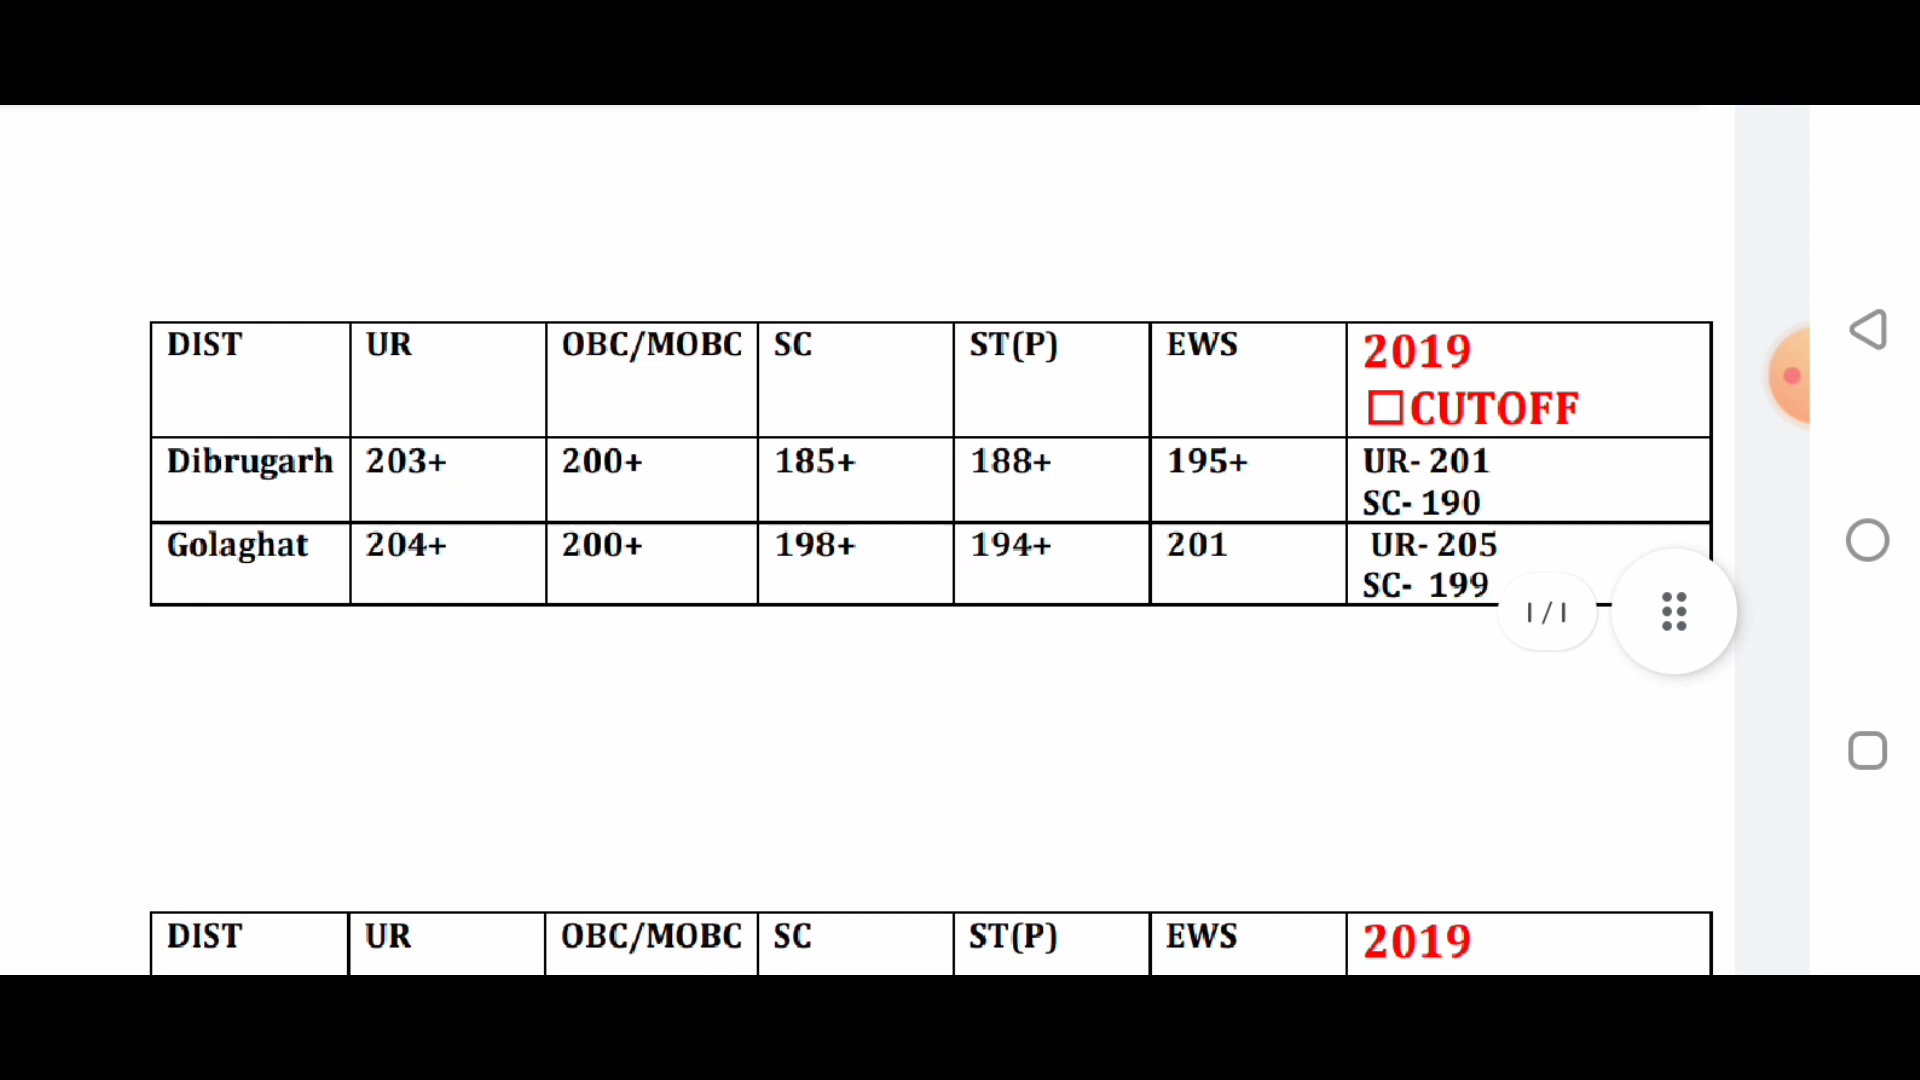 DIST UR OBC/MOBC SC ST(P) EWS 2019
☐CUTOFF
Dibrugarh 203+ 200+ 185+ 188+ 195+ UR- 201
SC- 190
Golaghat 204+ 200+ 198+ 194+ 201 UR- 205
SC- 199
1/1
DIST UR OBC/MOBC SC ST(P) EWS 2019